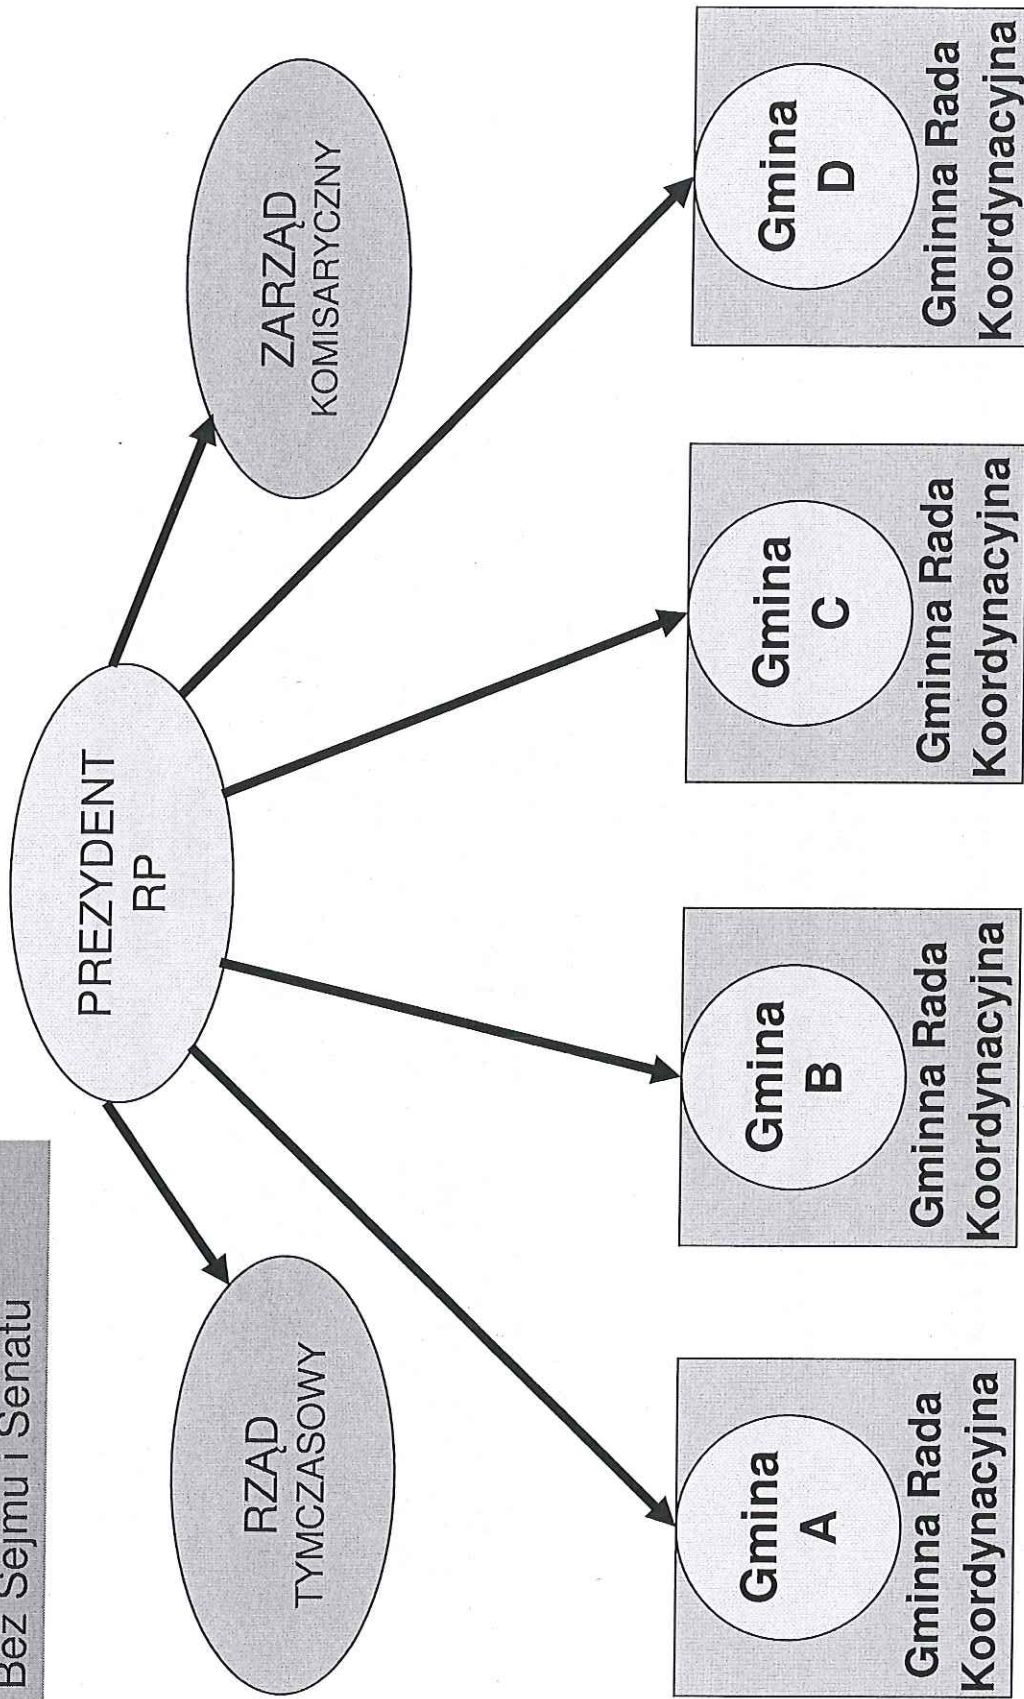 Bez Sejmu i Senatu
PREZYDENT
RP
RZĄD
TYMCZASOWY
ZARZĄD
KOMISARYCZNY
Gmina
A
Gminna Rada
Koordynacyjna
Gmina
B
Gminna Rada
Koordynacyjna
Gmina
C
Gminna Rada
Koordynacyjna
Gmina
D
Gminna Rada
Koordynacyjna